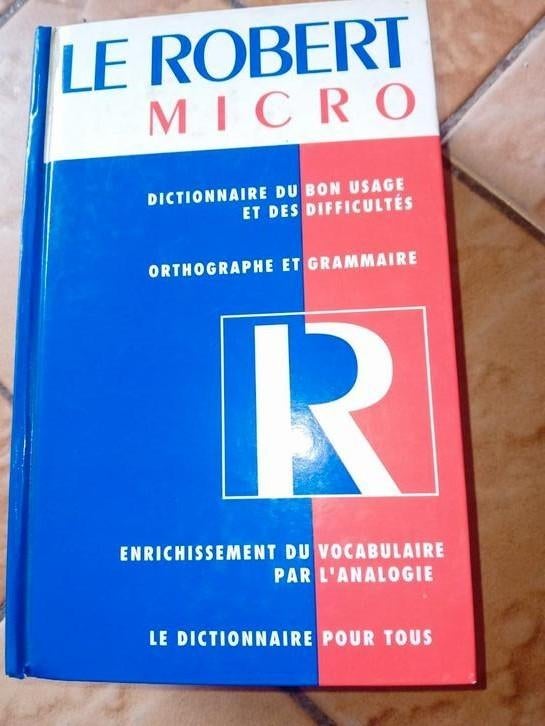 LE ROBERT
MICRO
DICTIONNAIRE DU BON USAGE
ET DES DIFFICULTÉS
ORTHOGRAPHE ET GRAMMAIRE
R
ENRICHISSEMENT DU VOCABULAIRE
PAR L'ANALOGIE
LE DICTIONNAIRE POUR TOUS